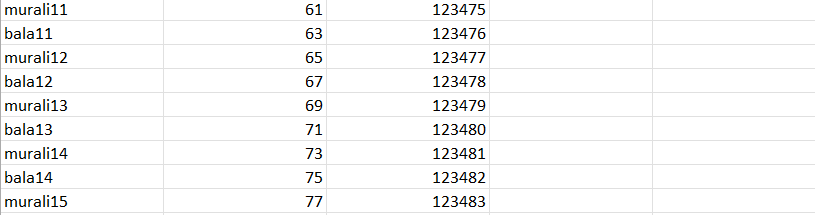 murali11 61 123475
bala11 63 123476
murali12 65 123477
bala12 67 123478
murali13 69 123479
bala13 71 123480
murali14 73 123481
bala14 75 123482
murali15 77 123483